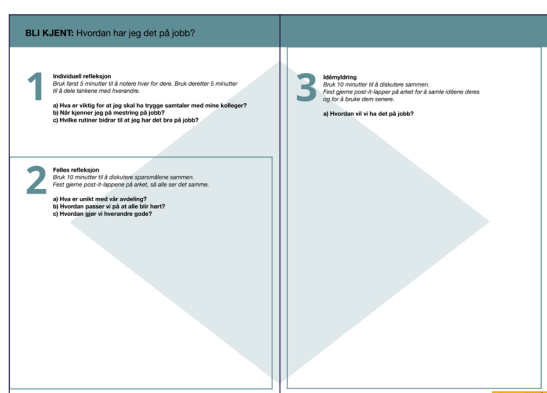 BLI KJENT: Hvordan har jeg det på jobb?
1
Individuell refleksjon
Bruk først 5 minutter til å notere hver for dere. Bruk deretter 5 minutter
til å dele tankene med hverandre.
a) Hva er viktig for at jeg skal ha trygge samtaler med mine kolleger?
b) Når kjenner jeg på mestring på jobb?
c) Hvilke rutiner bidrar til at jeg har det bra på jobb?
2
Felles refleksjon
Bruk 10 minutter til å diskutere spørsmålene sammen.
Fest gjerne post-it-lappene på arket, så alle ser det samme.
a) Hva er unikt med vår avdeling?
b) Hvordan passer vi på at alle blir hørt?
c) Hvordan gjør vi hverandre gode?
3
Idémyldring
Bruk 10 minutter til å diskutere sammen.
Fest gjerne post-it-lapper på arket for å samle idéene deres
og for å bruke dem senere.
a) Hvordan vil vi ha det på jobb?